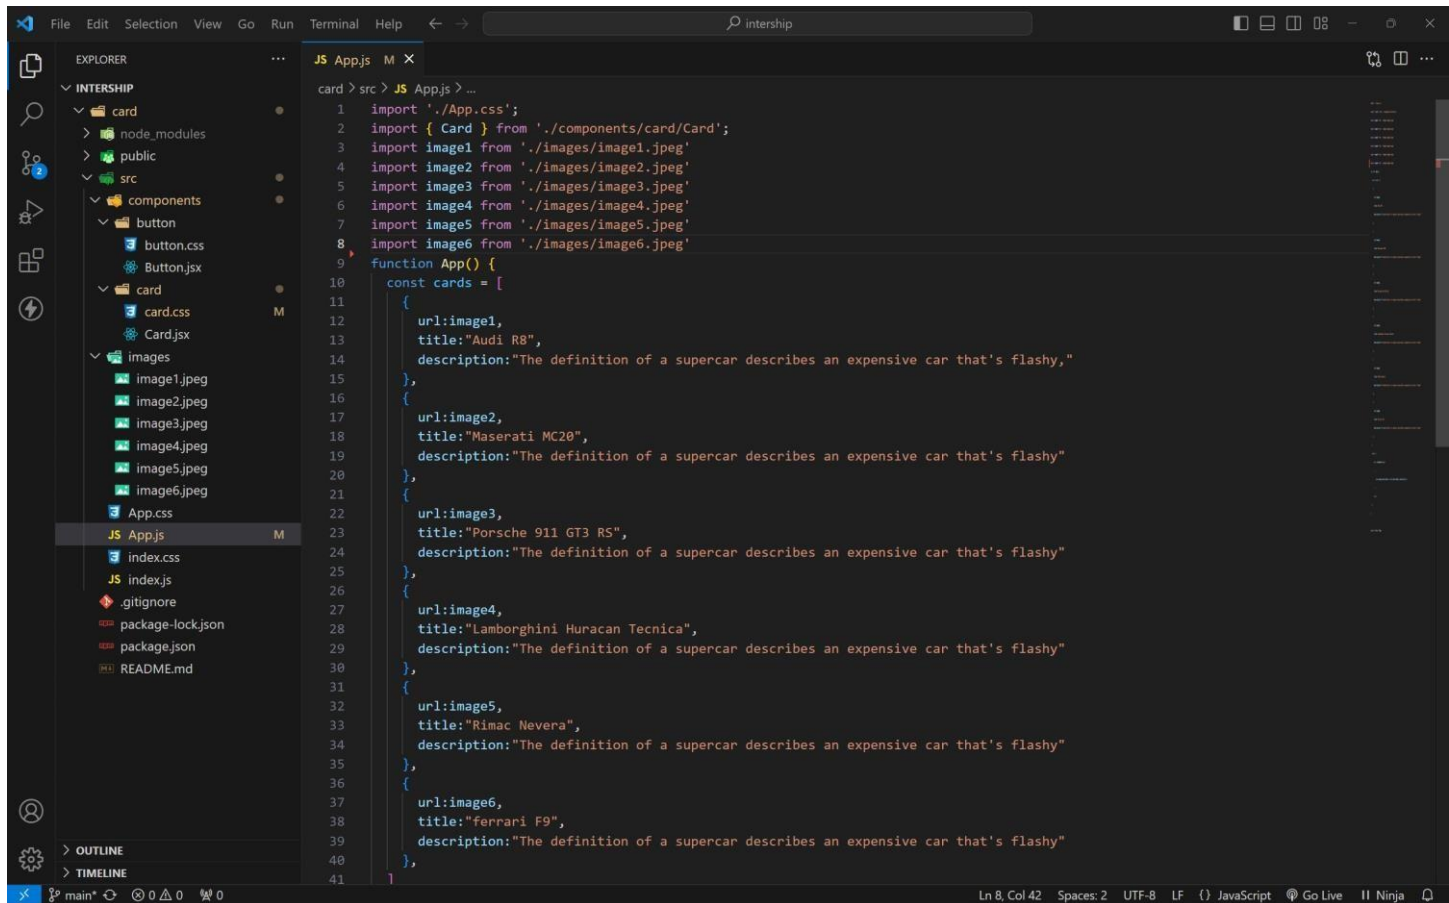 File Edit Selection View Go Run Terminal Help intership
EXPLORER
INTERSHIP
card
node_modules
public
src
components
button
button.css
Button.jsx
card
card.css M
Card.jsx
images
image1.jpeg
image2.jpeg
image3.jpeg
image4.jpeg
image5.jpeg
image6.jpeg
App.css
JS App.js M
index.css
JS index.js
.gitignore
package-lock.json
package.json
README.md
OUTLINE
TIMELINE
2
JS App.js M
card > src > JS App.js > ...
1 import './App.css';
2 import { Card } from './components/card/Card';
3 import image1 from './images/image1.jpeg'
4 import image2 from './images/image2.jpeg'
5 import image3 from './images/image3.jpeg'
6 import image4 from './images/image4.jpeg'
7 import image5 from './images/image5.jpeg'
8 import image6 from './images/image6.jpeg'
9 function App() {
10 const cards = [
11 {
12 url:image1,
13 title:"Audi R8",
14 description:"The definition of a supercar describes an expensive car that's flashy,"
15 },
16 {
17 url:image2,
18 title:"Maserati MC20",
19 description:"The definition of a supercar describes an expensive car that's flashy"
20 },
21 {
22 url:image3,
23 title:"Porsche 911 GT3 RS",
24 description:"The definition of a supercar describes an expensive car that's flashy"
25 },
26 {
27 url:image4,
28 title:"Lamborghini Huracan Tecnica",
29 description:"The definition of a supercar describes an expensive car that's flashy"
30 },
31 {
32 url:image5,
33 title:"Rimac Nevera",
34 description:"The definition of a supercar describes an expensive car that's flashy"
35 },
36 {
37 url:image6,
38 title:"ferrari F9",
39 description:"The definition of a supercar describes an expensive car that's flashy"
40 },
41 ]
main* 0 0 0 Ln 8, Col 42 Spaces: 2 UTF-8 LF {} JavaScript Go Live Ninja